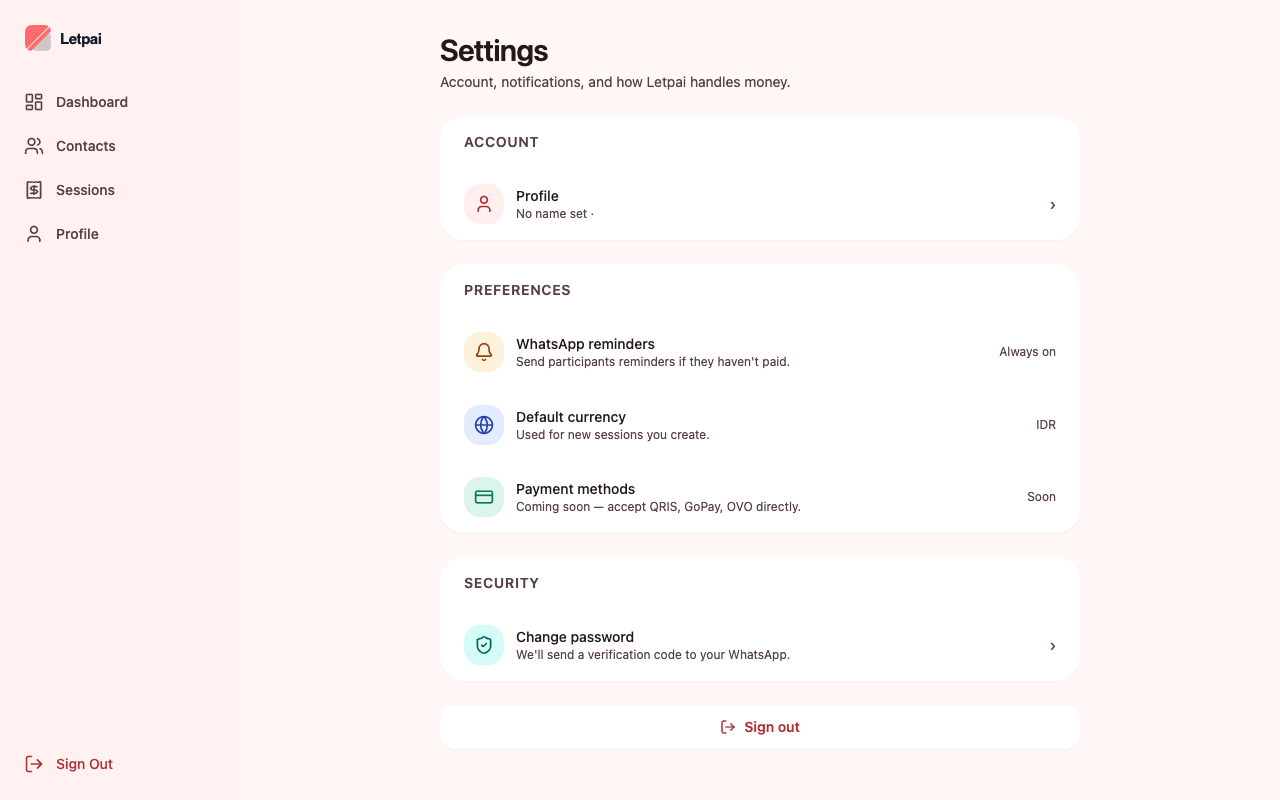 Letpai
Dashboard
Contacts
Sessions
Profile
Sign Out
Settings
Account, notifications, and how Letpai handles money.
ACCOUNT
Profile
No name set ·
›
PREFERENCES
WhatsApp reminders
Send participants reminders if they haven't paid.
Always on
Default currency
Used for new sessions you create.
IDR
Payment methods
Coming soon — accept QRIS, GoPay, OVO directly.
Soon
SECURITY
Change password
We'll send a verification code to your WhatsApp.
›
Sign out